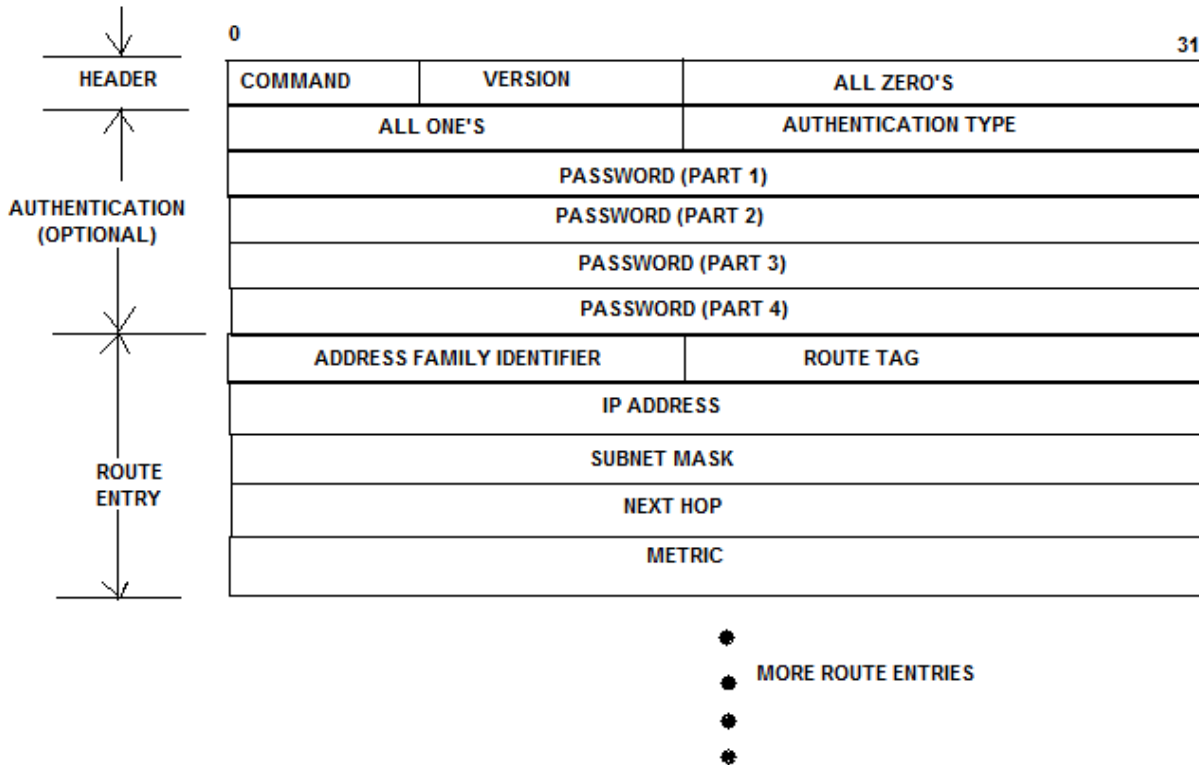 0
31
HEADER
COMMAND
VERSION
ALL ZERO'S
ALL ONE'S
AUTHENTICATION TYPE
AUTHENTICATION
(OPTIONAL)
PASSWORD (PART 1)
PASSWORD (PART 2)
PASSWORD (PART 3)
PASSWORD (PART 4)
ADDRESS FAMILY IDENTIFIER
ROUTE TAG
ROUTE
ENTRY
IP ADDRESS
SUBNET MASK
NEXT HOP
METRIC
MORE ROUTE ENTRIES